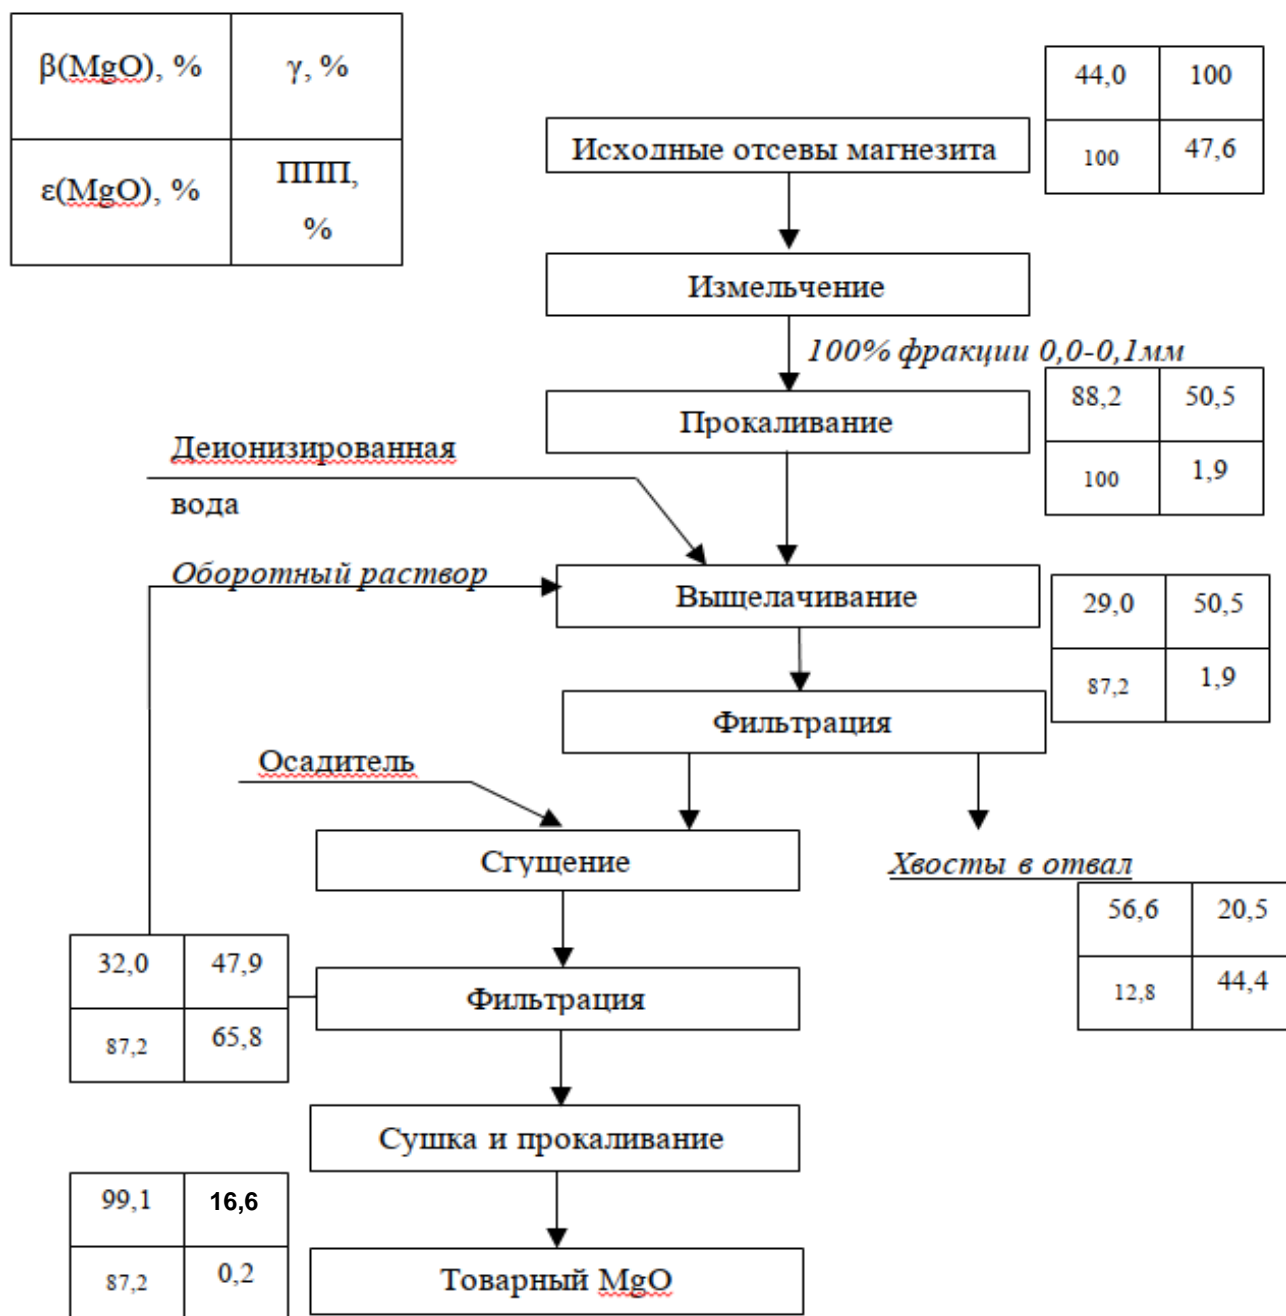 β(MgO), %
γ, %
ε(MgO), %
ППП,
%
44,0
100
100
47,6
Исходные отсевы магнезита
Измельчение
100% фракции 0,0-0,1мм
88,2
50,5
100
1,9
Прокаливание
Деионизированная
вода
Оборотный раствор
Выщелачивание
29,0
50,5
87,2
1,9
Фильтрация
Осадитель
Сгущение
Хвосты в отвал
56,6
20,5
12,8
44,4
32,0
47,9
87,2
65,8
Фильтрация
Сушка и прокаливание
99,1
16,6
87,2
0,2
Товарный MgO